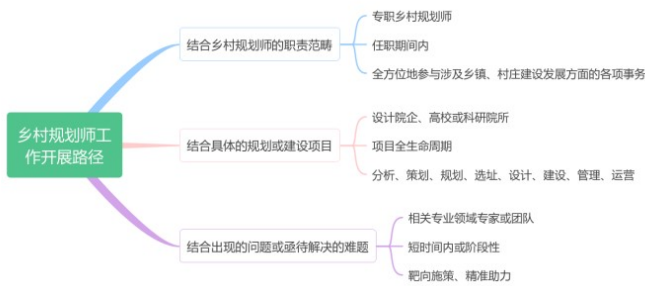 乡村规划师工
作开展路径
结合乡村规划师的职责范畴
专职乡村规划师
任职期间内
全方位地参与涉及乡镇、村庄建设发展方面的各项事务
结合具体的规划或建设项目
设计院企、高校或科研院所
项目全生命周期
分析、策划、规划、选址、设计、建设、管理、运营
结合出现的问题或亟待解决的难题
相关专业领域专家或团队
短时间内或阶段性
靶向施策、精准助力